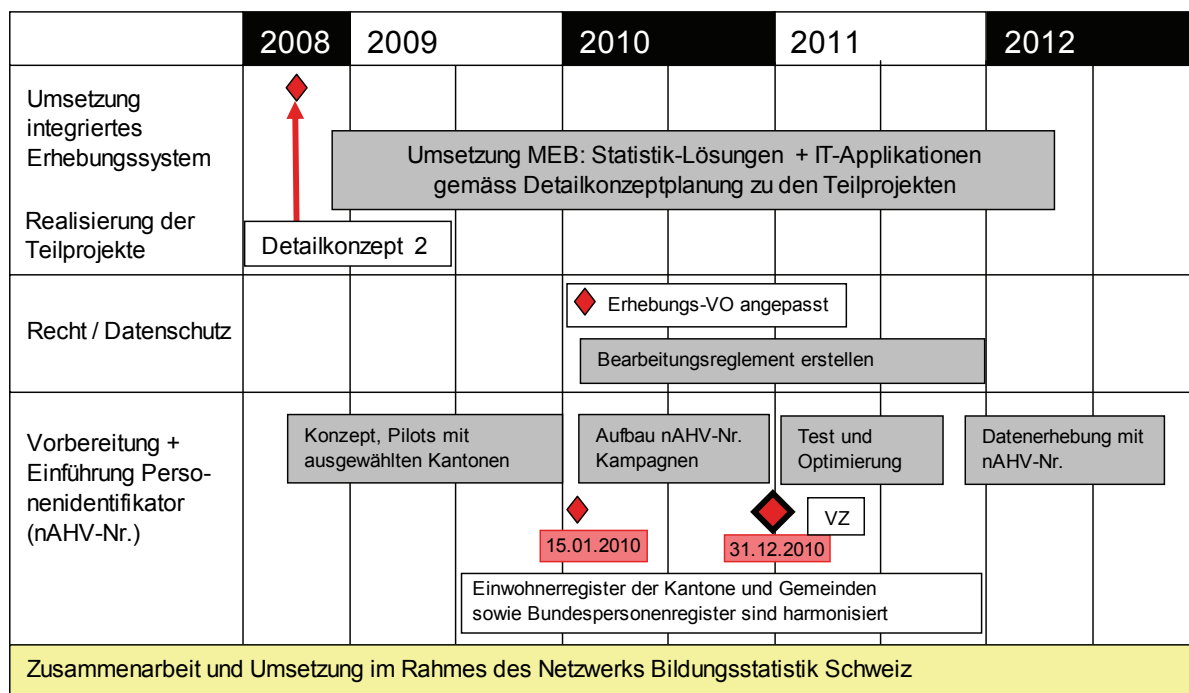 2008
2009
2010
2011
2012
Umsetzung
integriertes
Erhebungssystem
Realisierung der
Teilprojekte
Umsetzung MEB: Statistik-Lösungen + IT-Applikationen
gemäss Detailkonzeptplanung zu den Teilprojekten
Detailkonzept 2
Recht / Datenschutz
Erhebungs-VO angepasst
Bearbeitungsreglement erstellen
Vorbereitung +
Einführung Perso-
nenidentifikator
(nAHV-Nr.)
Konzept, Pilots mit
ausgewählten Kantonen
Aufbau nAHV-Nr.
Kampagnen
Test und
Optimierung
Datenerhebung mit
nAHV-Nr.
VZ
15.01.2010
31.12.2010
Einwohnerregister der Kantone und Gemeinden
sowie Bundespersonenregister sind harmonisiert
Zusammenarbeit und Umsetzung im Rahmes des Netzwerks Bildungsstatistik Schweiz